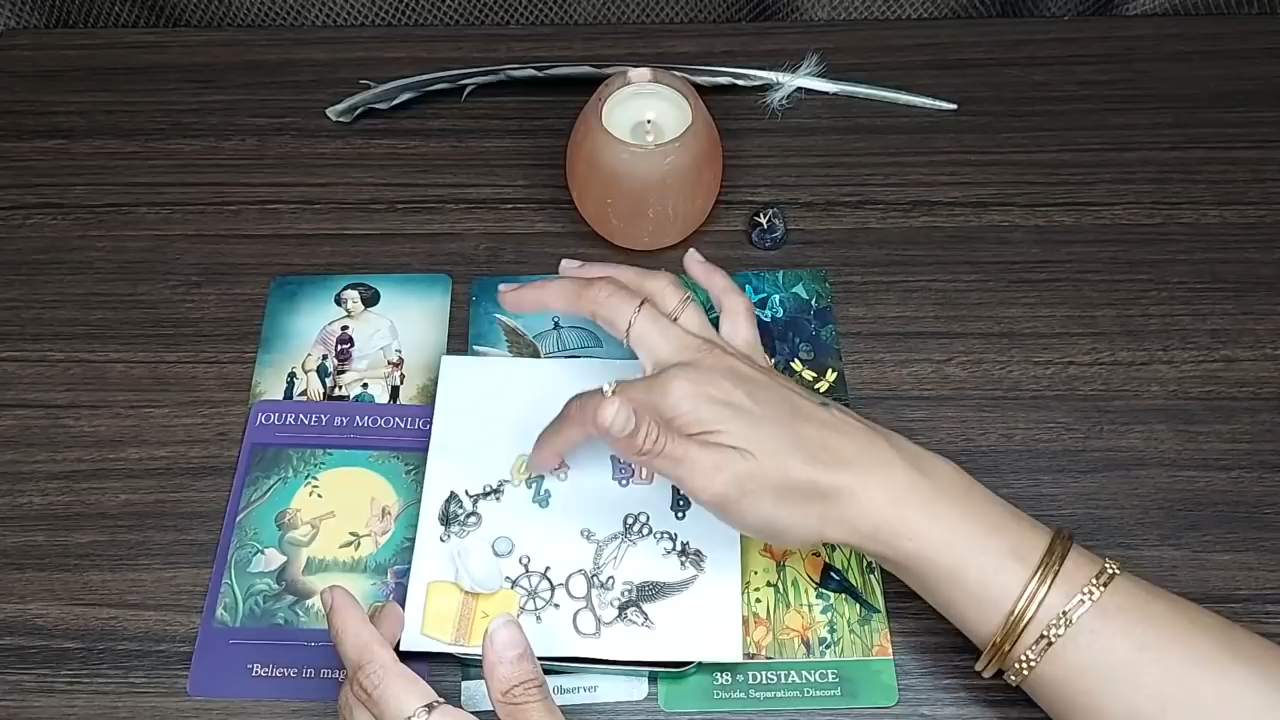 JOURNEY BY MOONLIG
"Believe in mag
Observer
38 DISTANCE
Divide, Separation, Discord